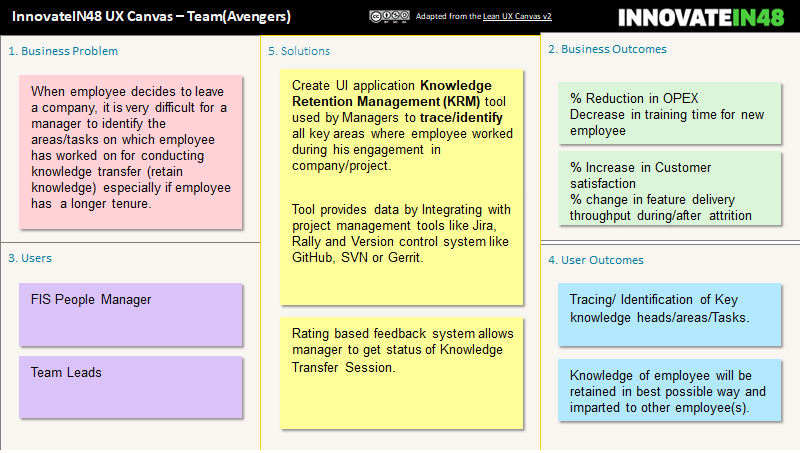 InnovateIN48 UX Canvas – Team(Avengers)
Adapted from the Lean UX Canvas v2
INNOVATEIN48
1. Business Problem
When employee decides to leave
a company, it is very difficult for a
manager to identify the
areas/tasks on which employee
has worked on for conducting
knowledge transfer (retain
knowledge) especially if employee
has a longer tenure.
5. Solutions
Create UI application Knowledge
Retention Management (KRM) tool
used by Managers to trace/identify
all key areas where employee worked
during his engagement in
company/project.
Tool provides data by Integrating with
project management tools like Jira,
Rally and Version control system like
GitHub, SVN or Gerrit.
Rating based feedback system allows
manager to get status of Knowledge
Transfer Session.
2. Business Outcomes
% Reduction in OPEX
Decrease in training time for new
employee
% Increase in Customer
satisfaction
% change in feature delivery
throughput during/after attrition
3. Users
FIS People Manager
Team Leads
4. User Outcomes
Tracing/ Identification of Key
knowledge heads/areas/Tasks.
Knowledge of employee will be
retained in best possible way and
imparted to other employee(s).